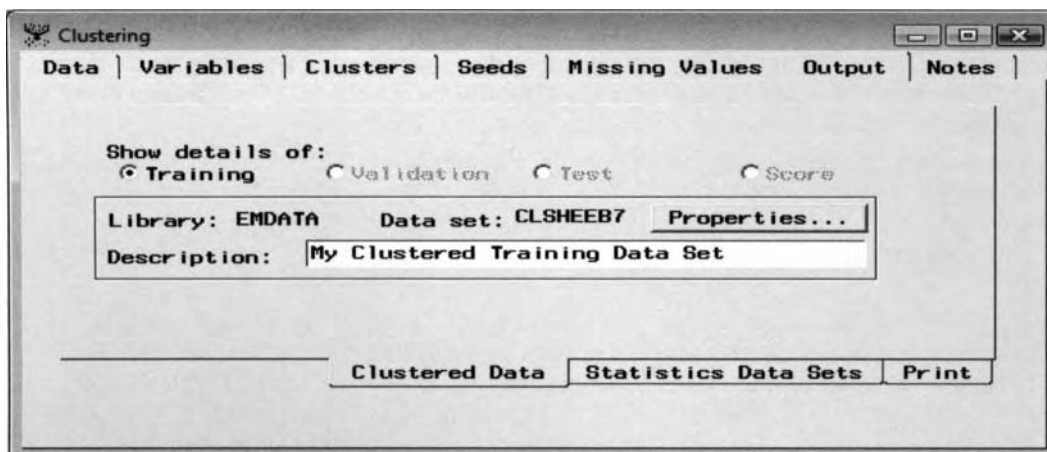 Clustering
Data Variables Clusters Seeds Missing Values Output Notes
Show details of:
Training Validation Test Score
Library: EMDATA Data set: CLSHEEB7 Properties...
Description: My Clustered Training Data Set
Clustered Data Statistics Data Sets Print